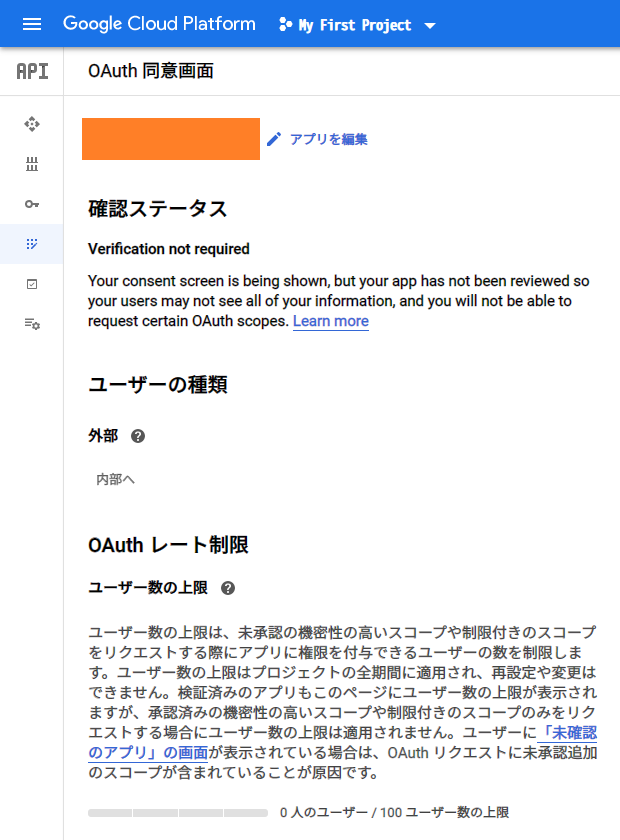 Google Cloud Platform My First Project
API OAuth 同意画面
アプリを編集
確認ステータス
Verification not required
Your consent screen is being shown, but your app has not been reviewed so
your users may not see all of your information, and you will not be able to
request certain OAuth scopes. Learn more
ユーザーの種類
外部
内部へ
OAuth レート制限
ユーザー数の上限
ユーザー数の上限は、未承認の機密性の高いスコープや制限付きのスコープ
をリクエストする際にアプリに権限を付与できるユーザーの数を制限しま
す。ユーザー数の上限はプロジェクトの全期間に適用され、再設定や変更は
できません。検証済みのアプリもこのページにユーザー数の上限が表示され
ますが、承認済みの機密性の高いスコープや制限付きのスコープのみをリク
エストする場合にユーザー数の上限は適用されません。ユーザーに「未確認
のアプリ」の画面が表示されている場合は、OAuth リクエストに未承認追加
のスコープが含まれていることが原因です。
0 人のユーザー / 100 ユーザー数の上限